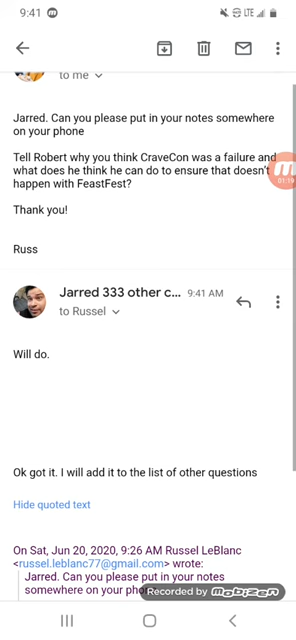 9:41 LTE
to me
Jarred. Can you please put in your notes somewhere
on your phone
Tell Robert why you think CraveCon was a failure and
what does he think he can do to ensure that doesn't
happen with FeastFest?
01:19
Thank you!
Russ
Jarred 333 other c... 9:41 AM
to Russel
Will do.
Ok got it. I will add it to the list of other questions
Hide quoted text
On Sat, Jun 20, 2020, 9:26 AM Russel LeBlanc
<russel.leblanc77@gmail.com> wrote:
Jarred. Can you please put in your notes
somewhere on your pho
Recorded by mobizen